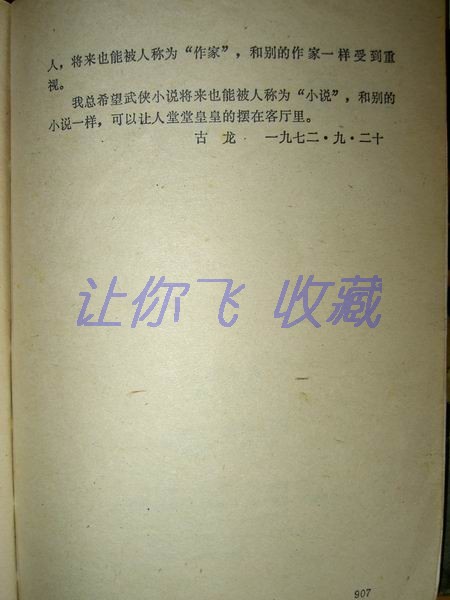 人，将来也能被人称为“作家”，和别的作家一样受到重
视。
我总希望武侠小说将来也能被人称为“小说”，和别的
小说一样，可以让人堂堂皇皇的摆在客厅里。
古 龙 一九七二·九·二十
让你飞 收藏
907